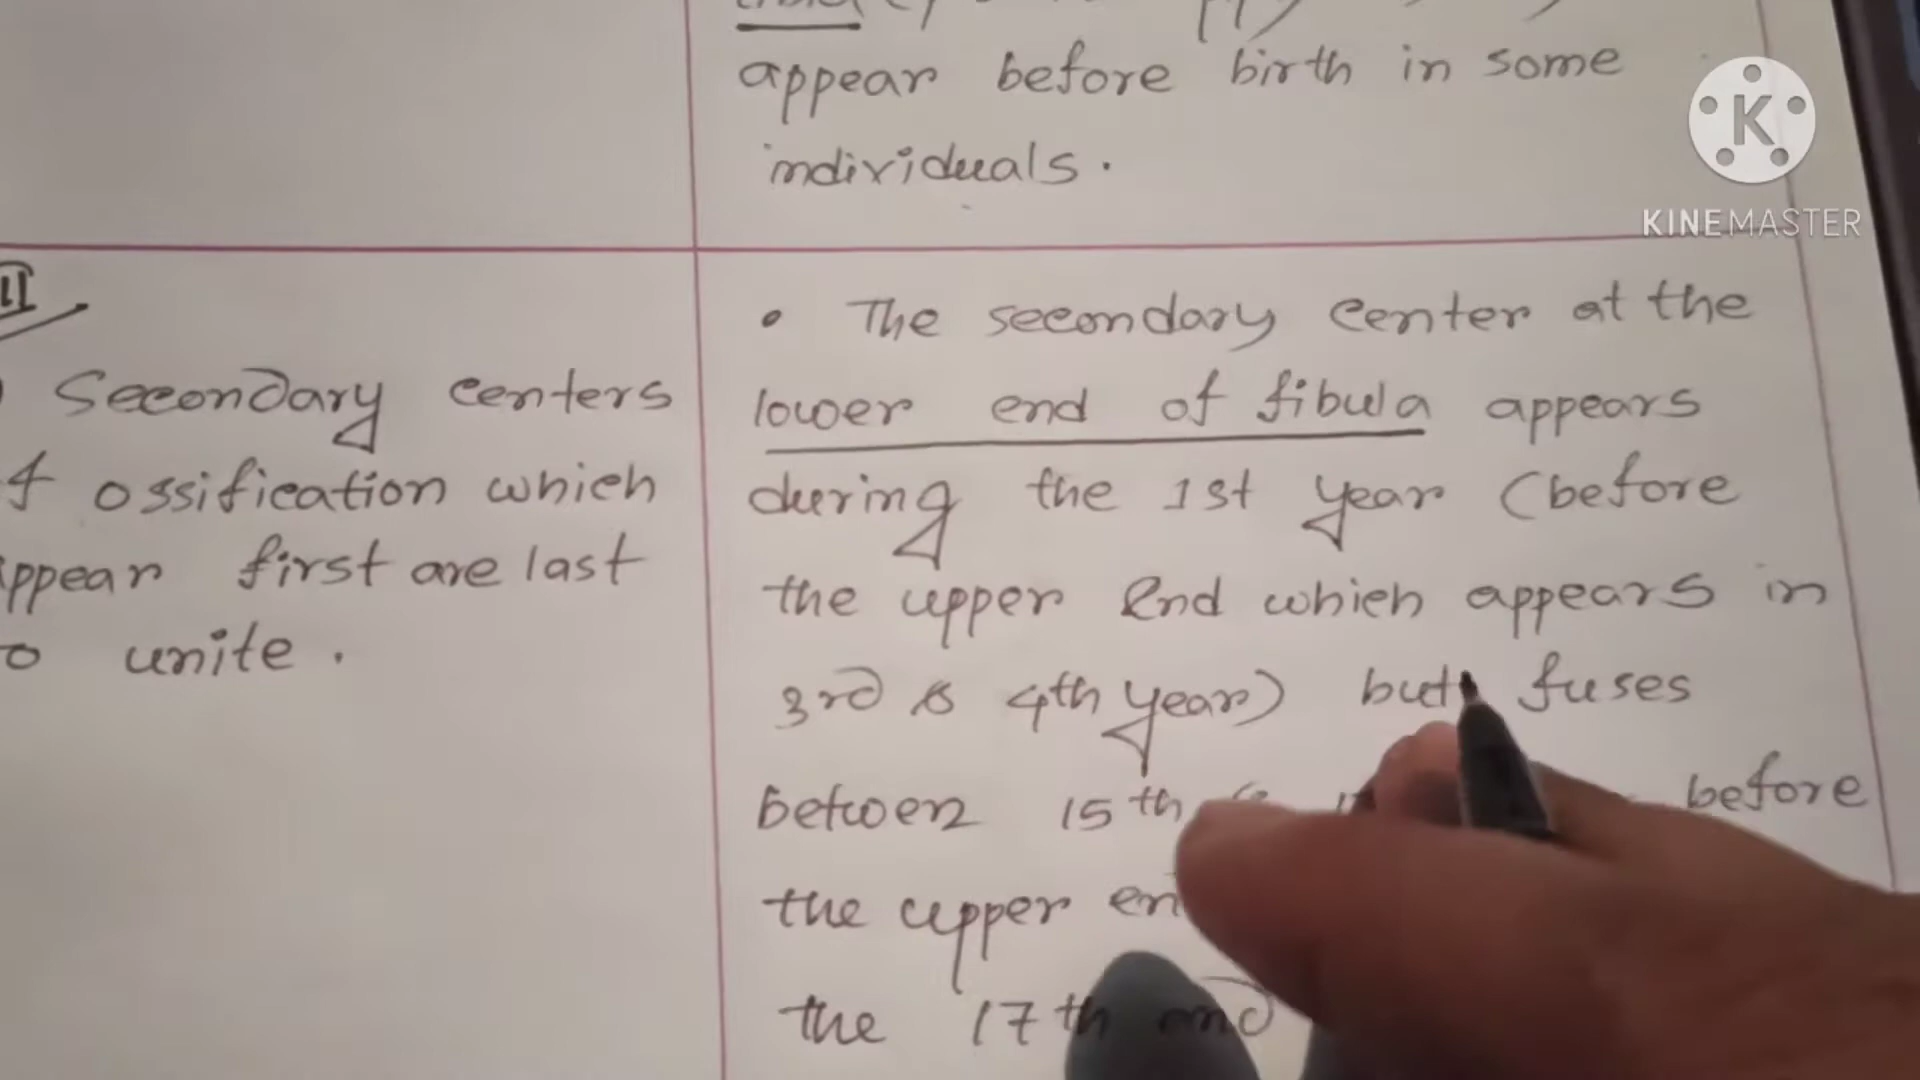 appear before birth in some
individuals.
II
Secondary centers
ossification which
appear first are last
to unite.
• The secondary center at the
lower end of fibula appears
during the 1st year (before
the upper end which appears in
3rd & 4th year) but fuses
between 15th before
the upper
the 17th and
K
KINEMASTER